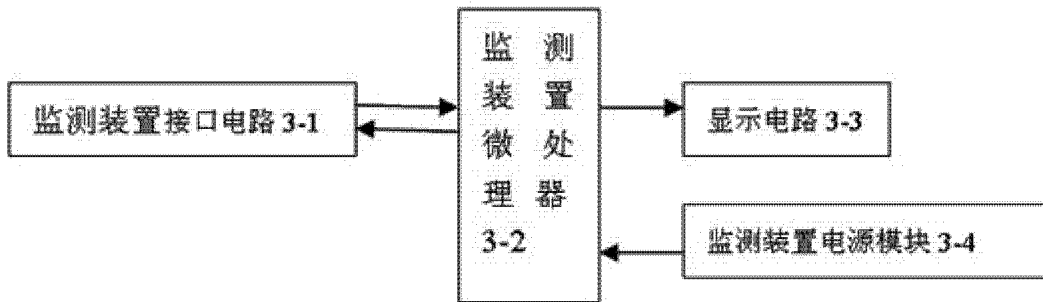 监测装置接口电路 3-1
监 测
装 置
微 处
理 器
3-2
显示电路 3-3
监测装置电源模块 3-4